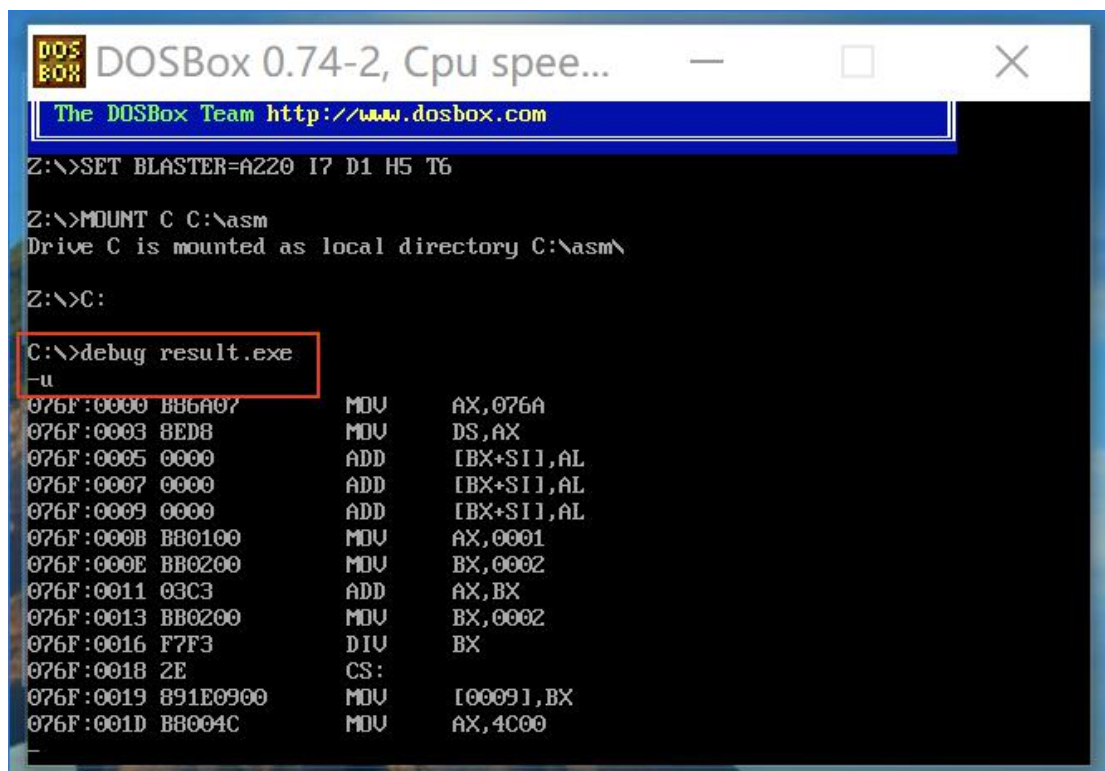 DOS
BOX
DOSBox 0.74-2, Cpu spee...
The DOSBox Team http://www.dosbox.com
Z:\>SET BLASTER=A220 I7 D1 H5 T6
Z:\>MOUNT C C:\asm
Drive C is mounted as local directory C:\asm\
Z:\>C:
C:\>debug result.exe
-u
076F:0000 B86A07 MOV AX,076A
076F:0003 8ED8 MOV DS,AX
076F:0005 0000 ADD [BX+SI],AL
076F:0007 0000 ADD [BX+SI],AL
076F:0009 0000 ADD [BX+SI],AL
076F:000B B80100 MOV AX,0001
076F:000E BB0200 MOV BX,0002
076F:0011 03C3 ADD AX,BX
076F:0013 BB0200 MOV BX,0002
076F:0016 F7F3 DIV BX
076F:0018 2E CS:
076F:0019 891E0900 MOV [0009],BX
076F:001D B8004C MOV AX,4C00
-